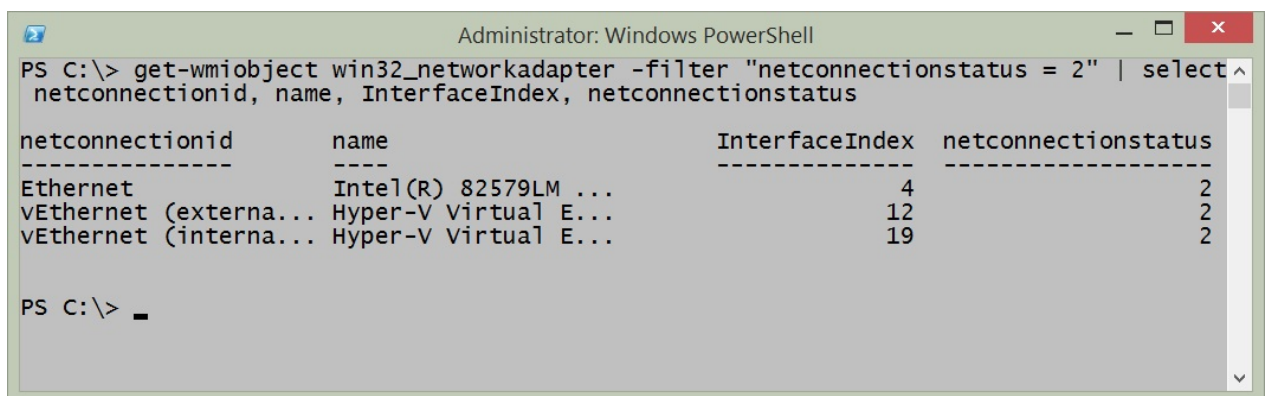 Administrator: Windows PowerShell
PS C:\> get-wmiobject win32_networkadapter -filter "netconnectionstatus = 2" | select
 netconnectionid, name, InterfaceIndex, netconnectionstatus
netconnectionid name InterfaceIndex netconnectionstatus
--------------- ---- -------------- -------------------
Ethernet Intel(R) 82579LM ... 4 2
vEthernet (externa... Hyper-V Virtual E... 12 2
vEthernet (interna... Hyper-V Virtual E... 19 2
PS C:\> _